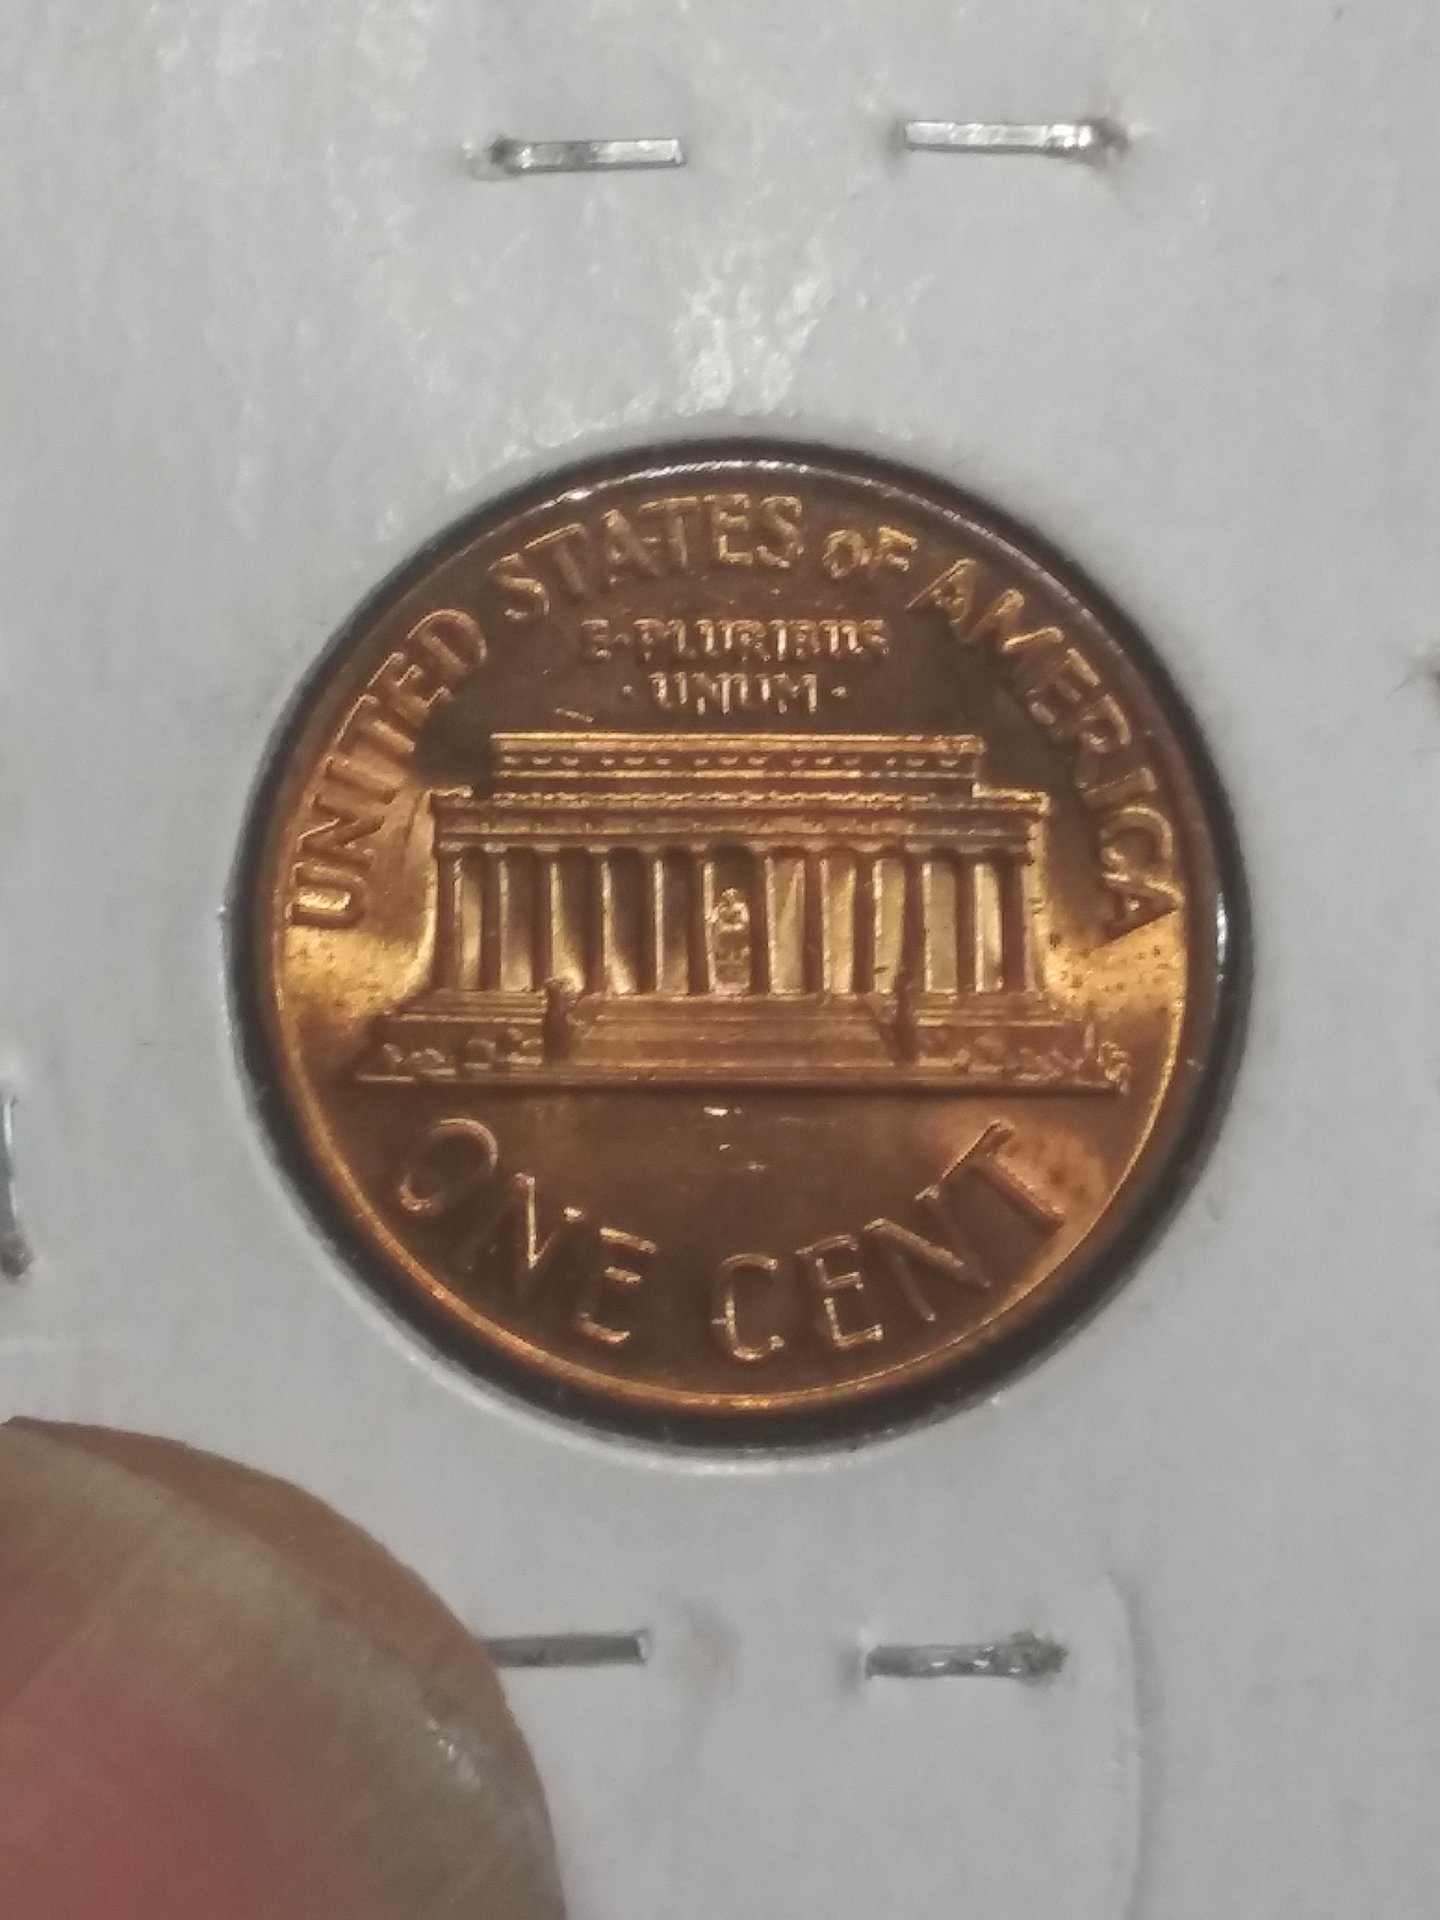 UNITED STATES OF AMERICA
E·PLURIBUS
·UNUM·
ONE CENT